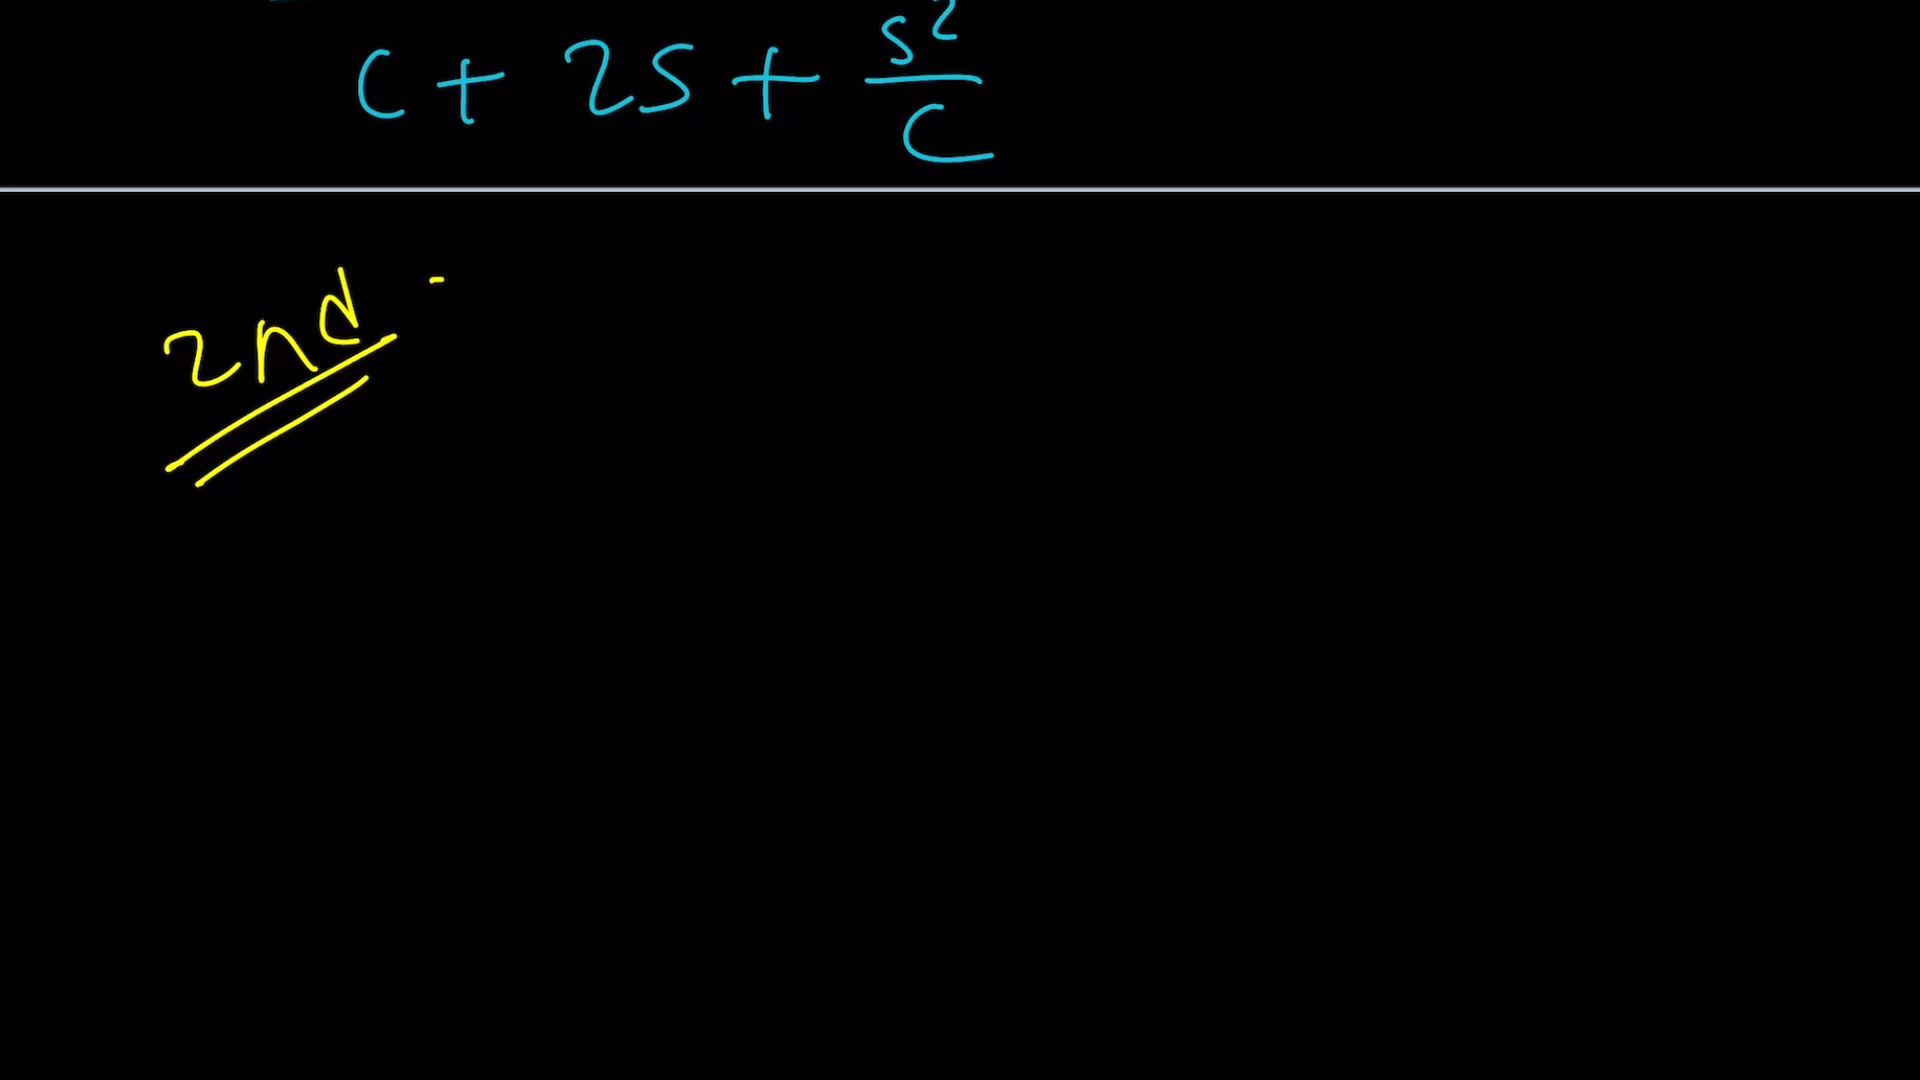 c + 2s + s²/c
2nd -